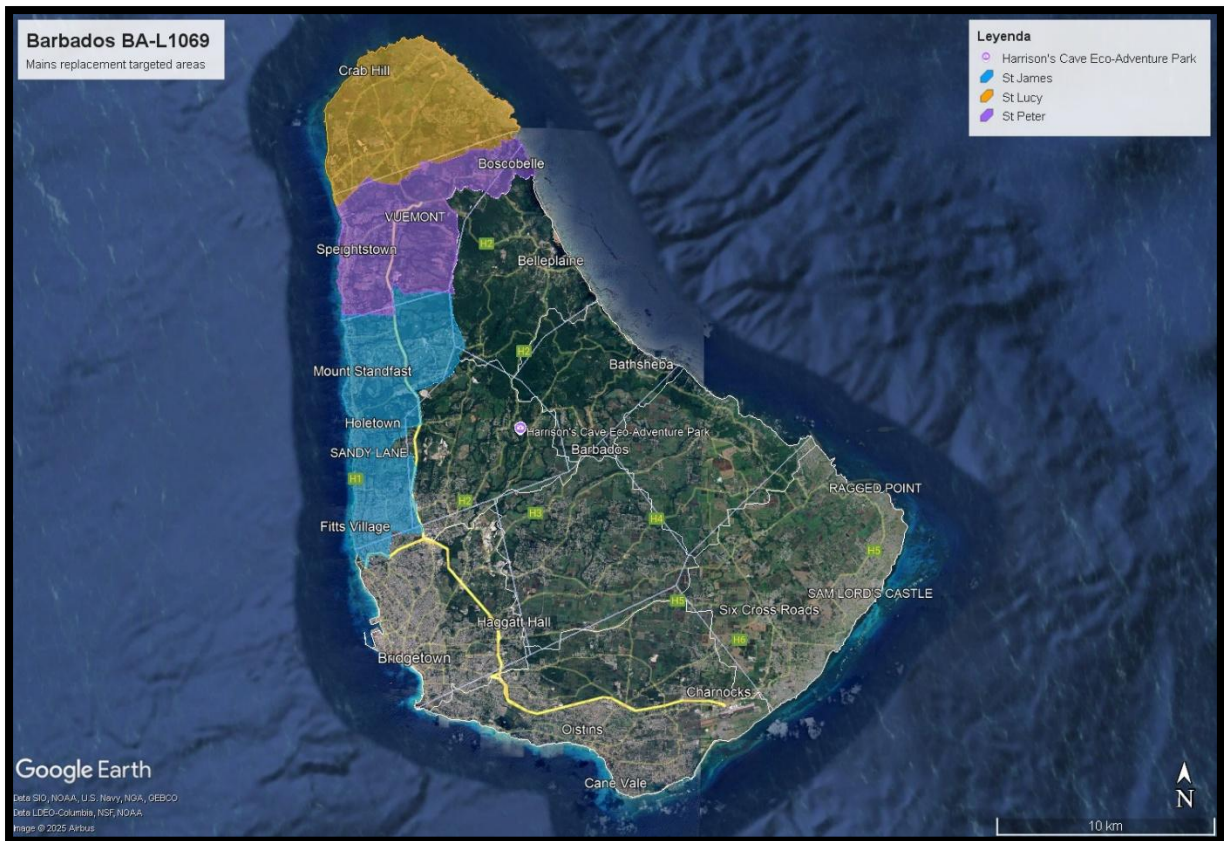 Barbados BA-L1069
Mains replacement targeted areas
Leyenda
Harrison's Cave Eco-Adventure Park
St James
St Lucy
St Peter
Crab Hill
Boscobelle
VUEMONT
Speightstown
H2
Belleplaine
H2
Bathsheba
Mount Standfast
Holetown
Harrison's Cave Eco-Adventure Park
Barbados
SANDY LANE
H1
H2
H3
H4
RAGGED POINT
Fitts Village
H5
SAM LORD'S CASTLE
H5
Six Cross Roads
Haggatt Hall
H6
Bridgetown
Charnocks
Oistins
Cane Vale
Google Earth
Data SIO, NOAA, U.S. Navy, NGA, GEBCO
Data LDEO-Columbia, NSF, NOAA
Image © 2025 Airbus
N
10 km